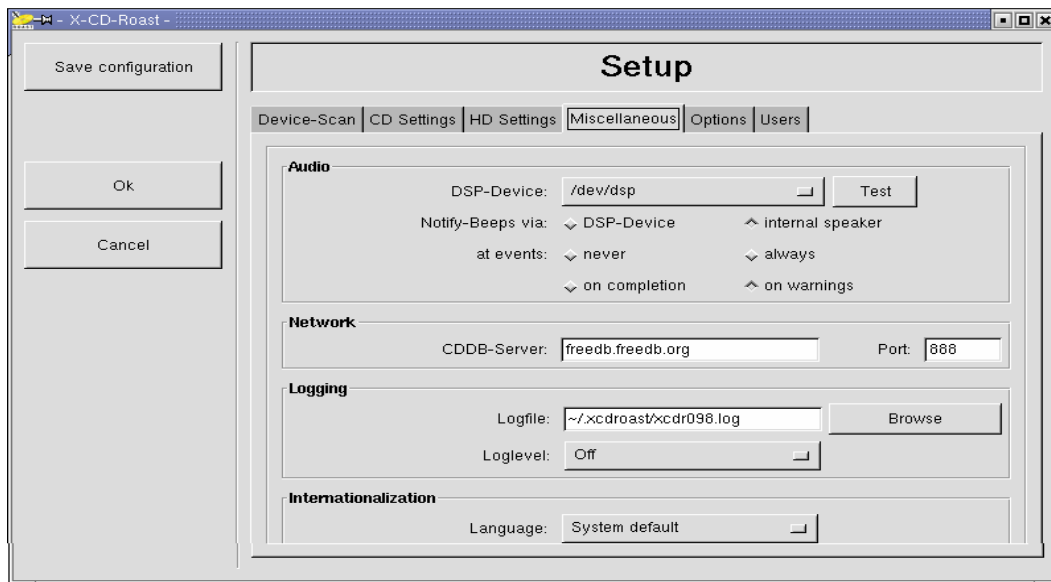 - X-CD-Roast -
Save configuration
Ok
Cancel
Setup
Device-Scan CD Settings HD Settings Miscellaneous Options Users
Audio
DSP-Device: /dev/dsp Test
Notify-Beeps via: DSP-Device internal speaker
at events: never always
on completion on warnings
Network
CDDB-Server: freedb.freedb.org Port: 888
Logging
Logfile: ~/.xcdroast/xcdr098.log Browse
Loglevel: Off
Internationalization
Language: System default